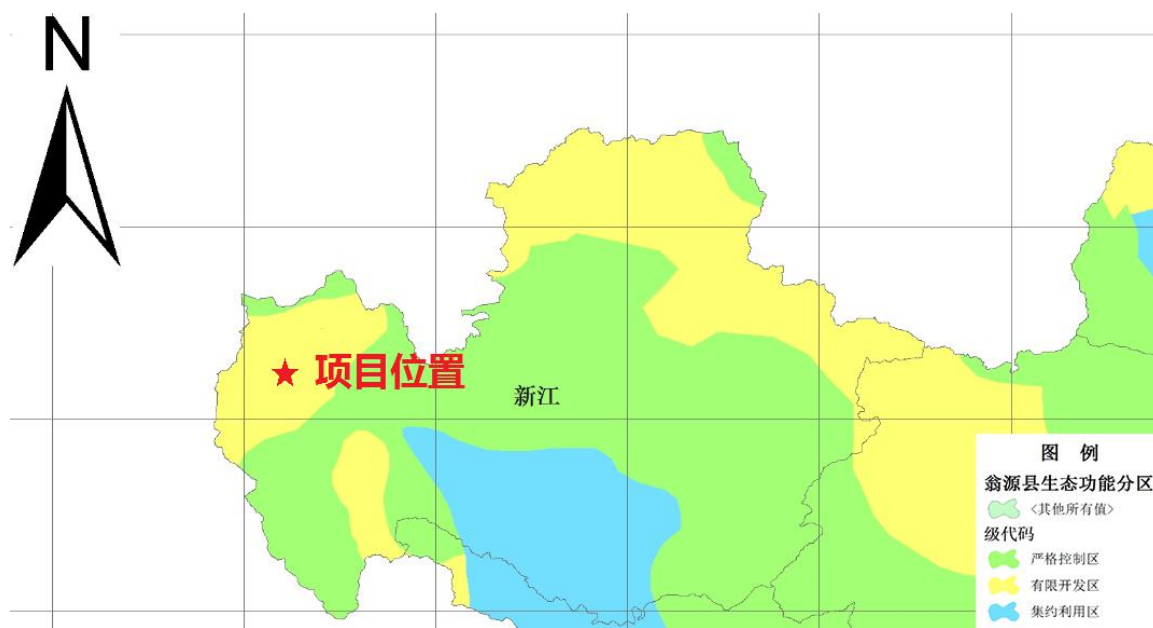 N
项目位置
新江
图 例
翁源县生态功能分区
<其他所有值>
级代码
严格控制区
有限开发区
集约利用区